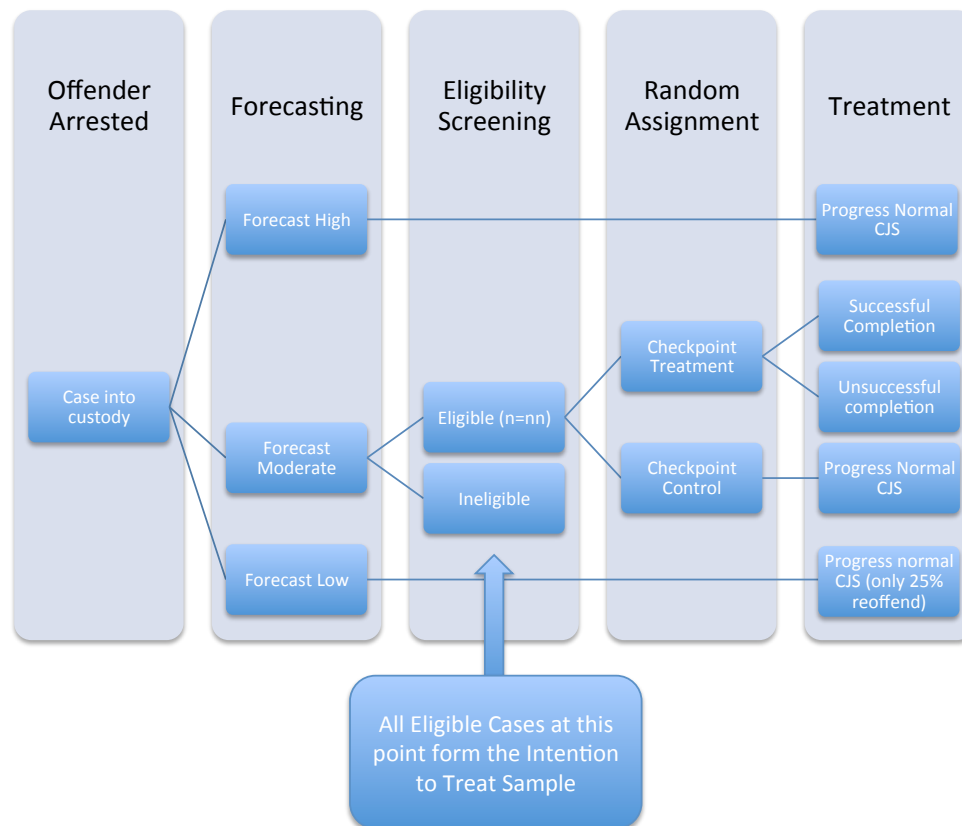 Offender
Arrested
Forecasting
Eligibility
Screening
Random
Assignment
Treatment
Forecast High
Progress Normal
CJS
Successful
Completion
Checkpoint
Treatment
Unsuccessful
completion
Case into
custody
Eligible (n=nn)
Forecast
Moderate
Checkpoint
Control
Progress Normal
CJS
Ineligible
Forecast Low
Progress normal
CJS (only 25%
reoffend)
All Eligible Cases at this
point form the Intention
to Treat Sample